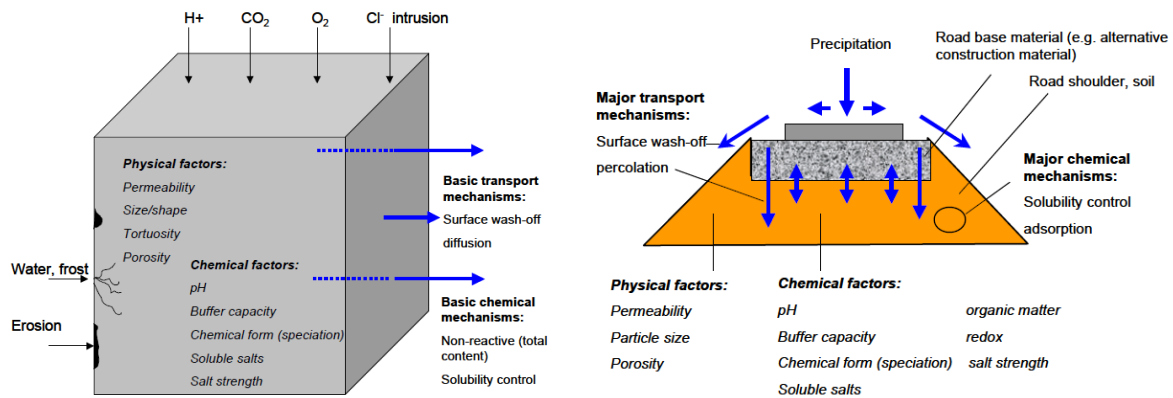 H+
CO2
O2
Cl- intrusion
Physical factors:
Permeability
Size/shape
Tortuosity
Porosity
Water, frost
Erosion
Chemical factors:
pH
Buffer capacity
Chemical form (speciation)
Soluble salts
Salt strength
Basic transport
mechanisms:
Surface wash-off
diffusion
Basic chemical
mechanisms:
Non-reactive (total
content)
Solubility control
Precipitation
Road base material (e.g. alternative
construction material)
Road shoulder, soil
Major transport
mechanisms:
Surface wash-off
percolation
Major chemical
mechanisms:
Solubility control
adsorption
Physical factors:
Permeability
Particle size
Porosity
Chemical factors:
pH
Buffer capacity
Chemical form (speciation)
Soluble salts
organic matter
redox
salt strength